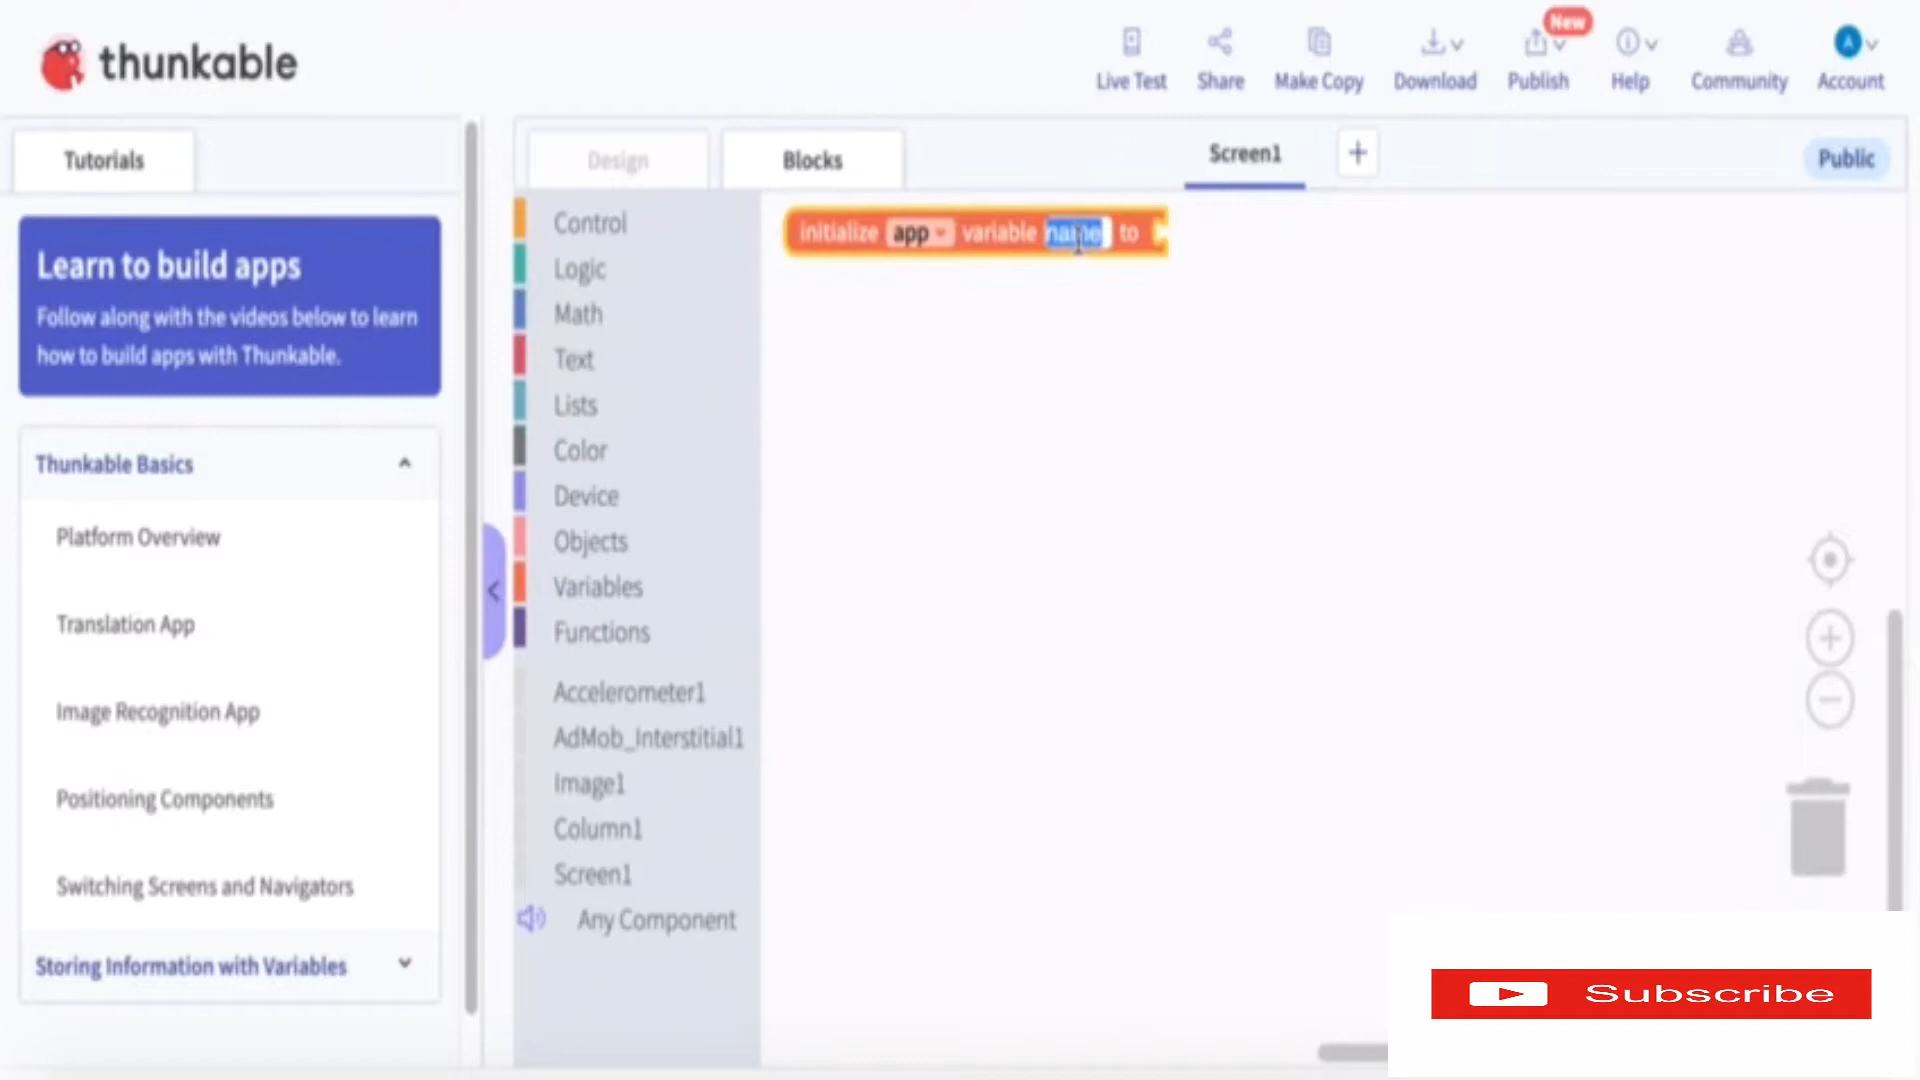 thunkable
New
Live Test
Share
Make Copy
Download
Publish
Help
Community
A
Account
Tutorials
Design
Blocks
Screen1
Public
Learn to build apps
Follow along with the videos below to learn
how to build apps with Thunkable.
Thunkable Basics
Platform Overview
Translation App
Image Recognition App
Positioning Components
Switching Screens and Navigators
Storing Information with Variables
Control
Logic
Math
Text
Lists
Color
Device
Objects
Variables
Functions
Accelerometer1
AdMob_Interstitial1
Image1
Column1
Screen1
Any Component
initialize app variable name to
Subscribe